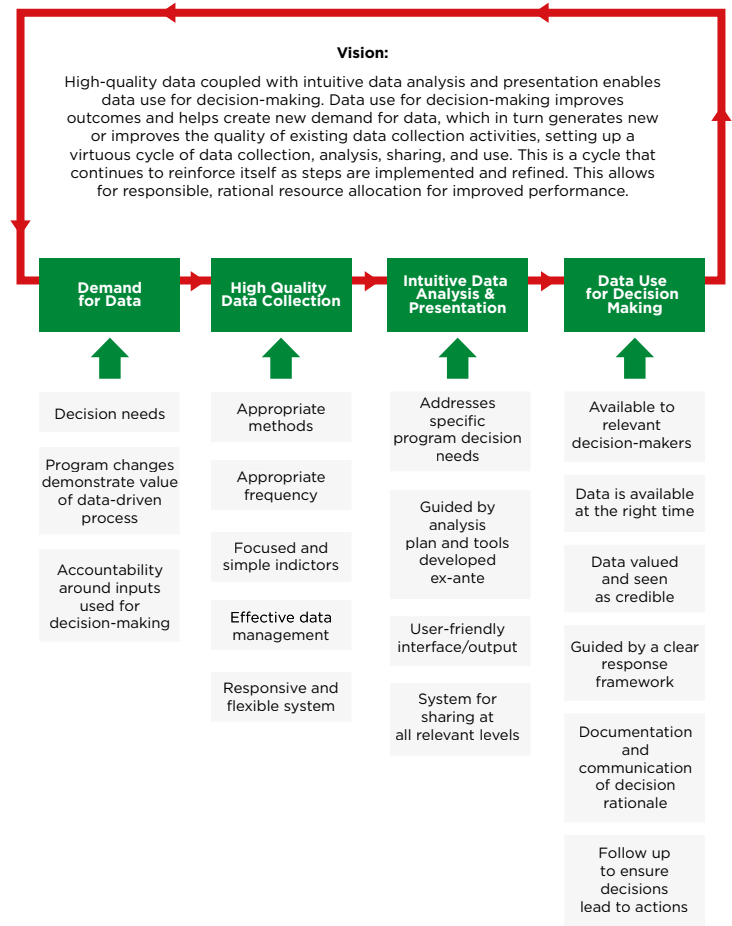 Vision:
High-quality data coupled with intuitive data analysis and presentation enables
data use for decision-making. Data use for decision-making improves
outcomes and helps create new demand for data, which in turn generates new
or improves the quality of existing data collection activities, setting up a
virtuous cycle of data collection, analysis, sharing, and use. This is a cycle that
continues to reinforce itself as steps are implemented and refined. This allows
for responsible, rational resource allocation for improved performance.
Demand
for Data
High Quality
Data Collection
Intuitive Data
Analysis &
Presentation
Data Use
for Decision
Making
Decision needs
Program changes
demonstrate value
of data-driven
process
Accountability
around inputs
used for
decision-making
Appropriate
methods
Appropriate
frequency
Focused and
simple indictors
Effective data
management
Responsive and
flexible system
Addresses
specific
program decision
needs
Guided by
analysis
plan and tools
developed
ex-ante
User-friendly
interface/output
System for
sharing at
all relevant levels
Available to
relevant
decision-makers
Data is available
at the right time
Data valued
and seen
as credible
Guided by a clear
response
framework
Documentation
and
communication
of decision
rationale
Follow up
to ensure
decisions
lead to actions